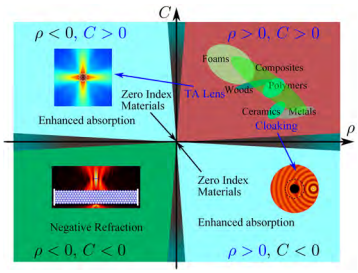 C
ρ < 0, C > 0
ρ > 0, C > 0
Foams
Composites
Woods
Polymers
Ceramics
Metals
TA Lens
Zero Index
Materials
Enhanced absorption
Cloaking
ρ
Zero Index
Materials
Negative Refraction
Enhanced absorption
ρ < 0, C < 0
ρ > 0, C < 0